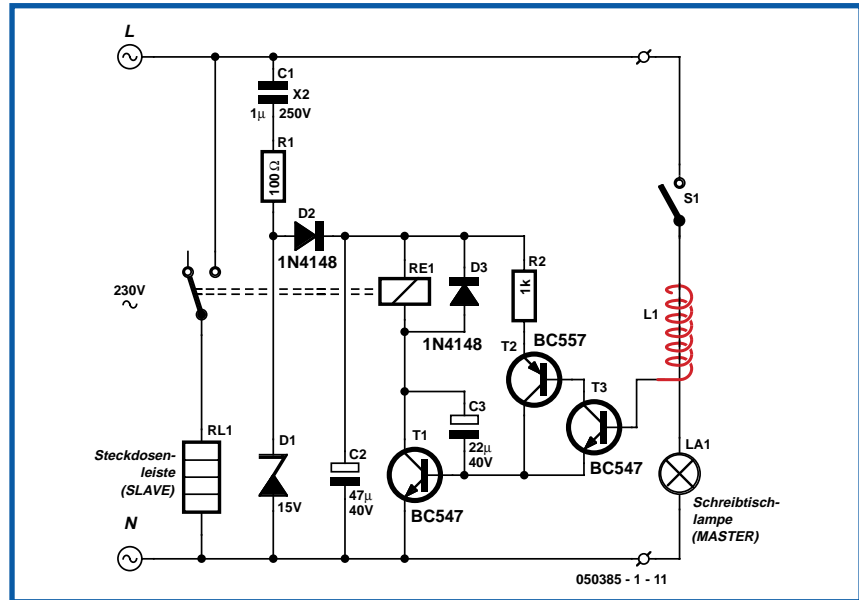 L
C1
X2
1µ 250V
R1
100Ω
D2
1N4148
S1
RE1
D3
R2
1k
230V
~
L1
1N4148
BC557
T2
T3
RL1
Steckdosen-
leiste
(SLAVE)
D1
15V
C2
47µ
40V
T1
BC547
C3
22µ
40V
BC547
LA1
Schreibtisch-
lampe
(MASTER)
N
050385 - 1 - 11